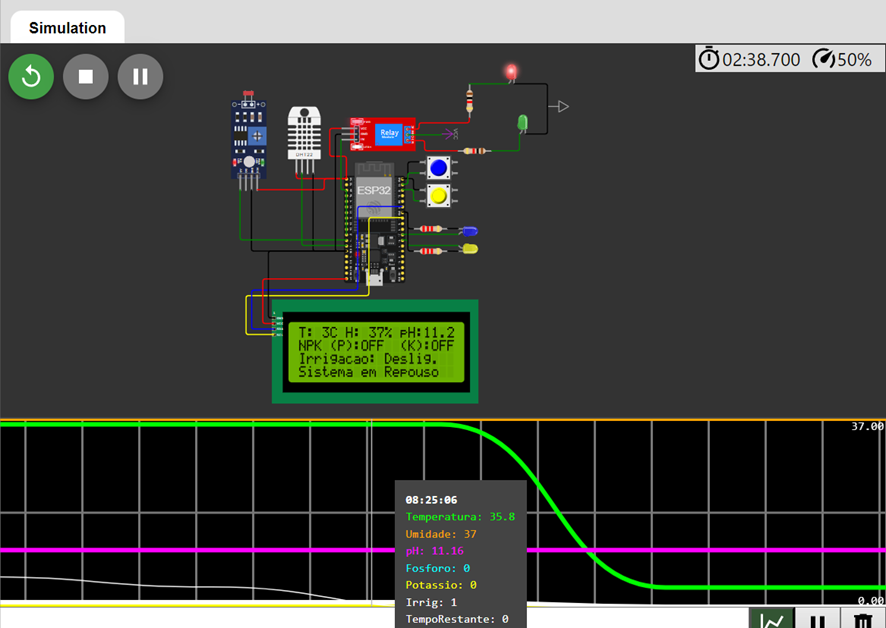 Simulation
02:38.700 50%
DHT22
Relay
VCC
ESP32
T: 3C H: 37% pH:11.2
NPK (P):OFF (K):OFF
Irrigacao: Deslig.
Sistema em Repouso
37.00
08:25:06
Temperatura: 35.8
Umidade: 37
pH: 11.16
Fosforo: 0
Potassio: 0
Irrig: 1
TempoRestante: 0
0.00